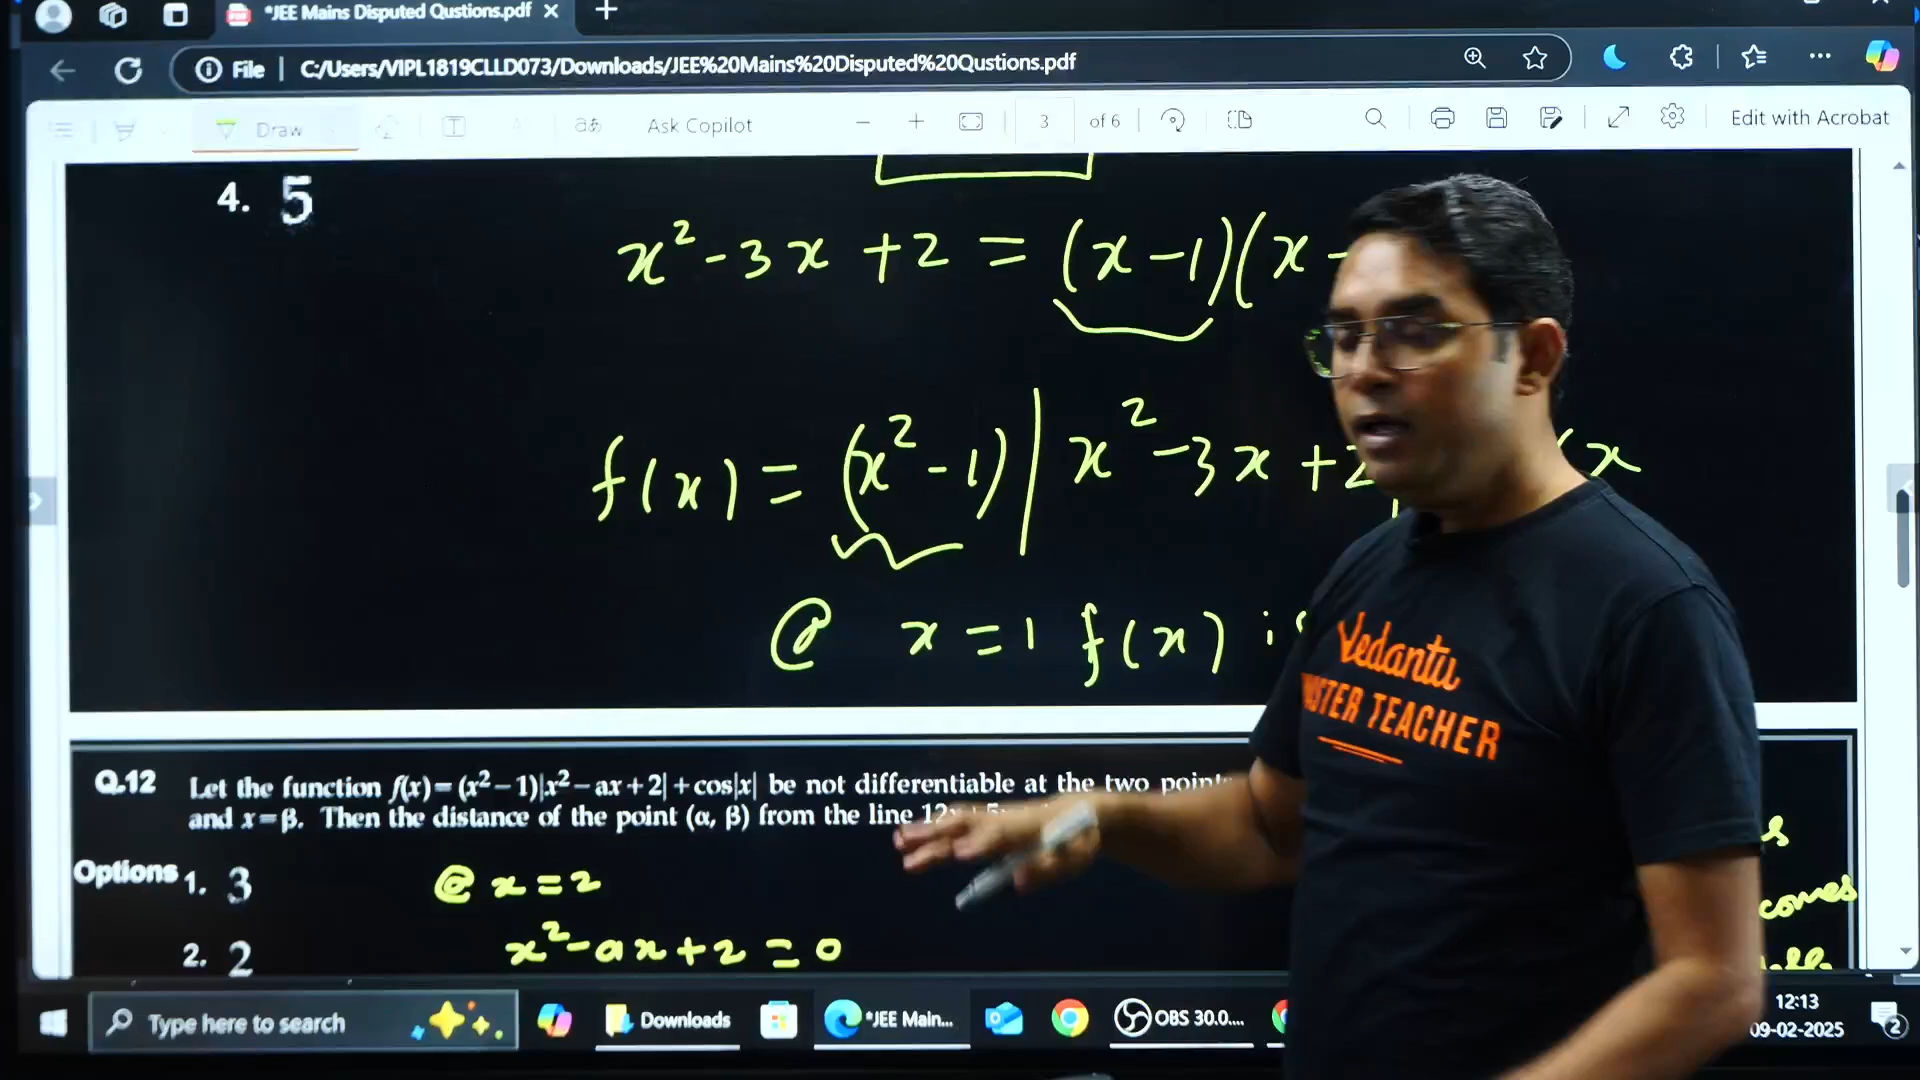 *JEE Mains Disputed Qustions.pdf
File | C:/Users/VIPL1819CLLD073/Downloads/JEE%20Mains%20Disputed%20Qustions.pdf
Draw Ask Copilot 3 of 6 Edit with Acrobat
4. 5
x² - 3x + 2 = (x - 1)(x -
f(x) = (x² - 1)|x² - 3x + 2 (x
@ x = 1 f(x) is
Q.12 Let the function f(x) = (x² – 1)|x² – ax + 2| + cos|x| be not differentiable at the two
and x = β. Then the distance of the point (α, β) from the line
Options 1. 3 @ x = 2
comes
2. 2 x² - ax + 2 = 0
Type here to search Downloads *JEE Main... OBS 30.0....
12:13
09-02-2025
2
Vedantu
MASTER TEACHER